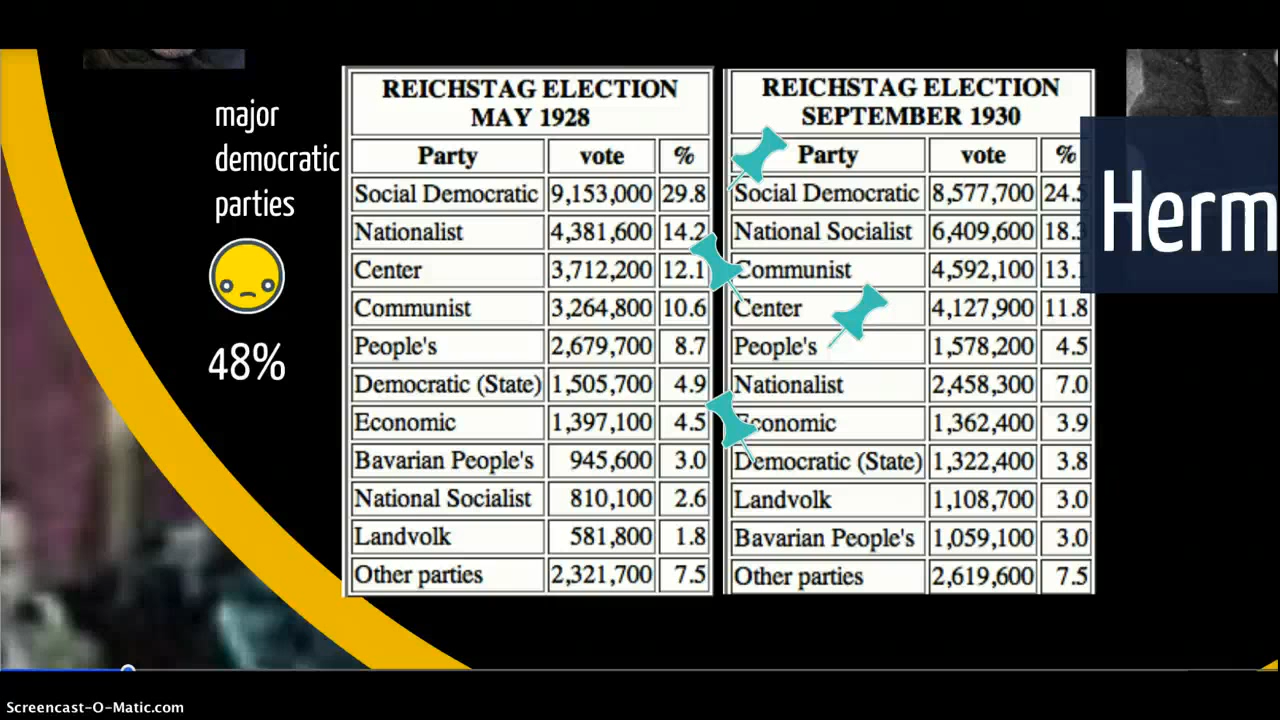 major
democratic
parties
48%
REICHSTAG ELECTION
MAY 1928
Party vote %
Social Democratic 9,153,000 29.8
Nationalist 4,381,600 14.2
Center 3,712,200 12.1
Communist 3,264,800 10.6
People's 2,679,700 8.7
Democratic (State) 1,505,700 4.9
Economic 1,397,100 4.5
Bavarian People's 945,600 3.0
National Socialist 810,100 2.6
Landvolk 581,800 1.8
Other parties 2,321,700 7.5
REICHSTAG ELECTION
SEPTEMBER 1930
Party vote %
Social Democratic 8,577,700 24.5
National Socialist 6,409,600 18.3
Communist 4,592,100 13.1
Center 4,127,900 11.8
People's 1,578,200 4.5
Nationalist 2,458,300 7.0
Economic 1,362,400 3.9
Democratic (State) 1,322,400 3.8
Landvolk 1,108,700 3.0
Bavarian People's 1,059,100 3.0
Other parties 2,619,600 7.5
Herm
Screencast-O-Matic.com